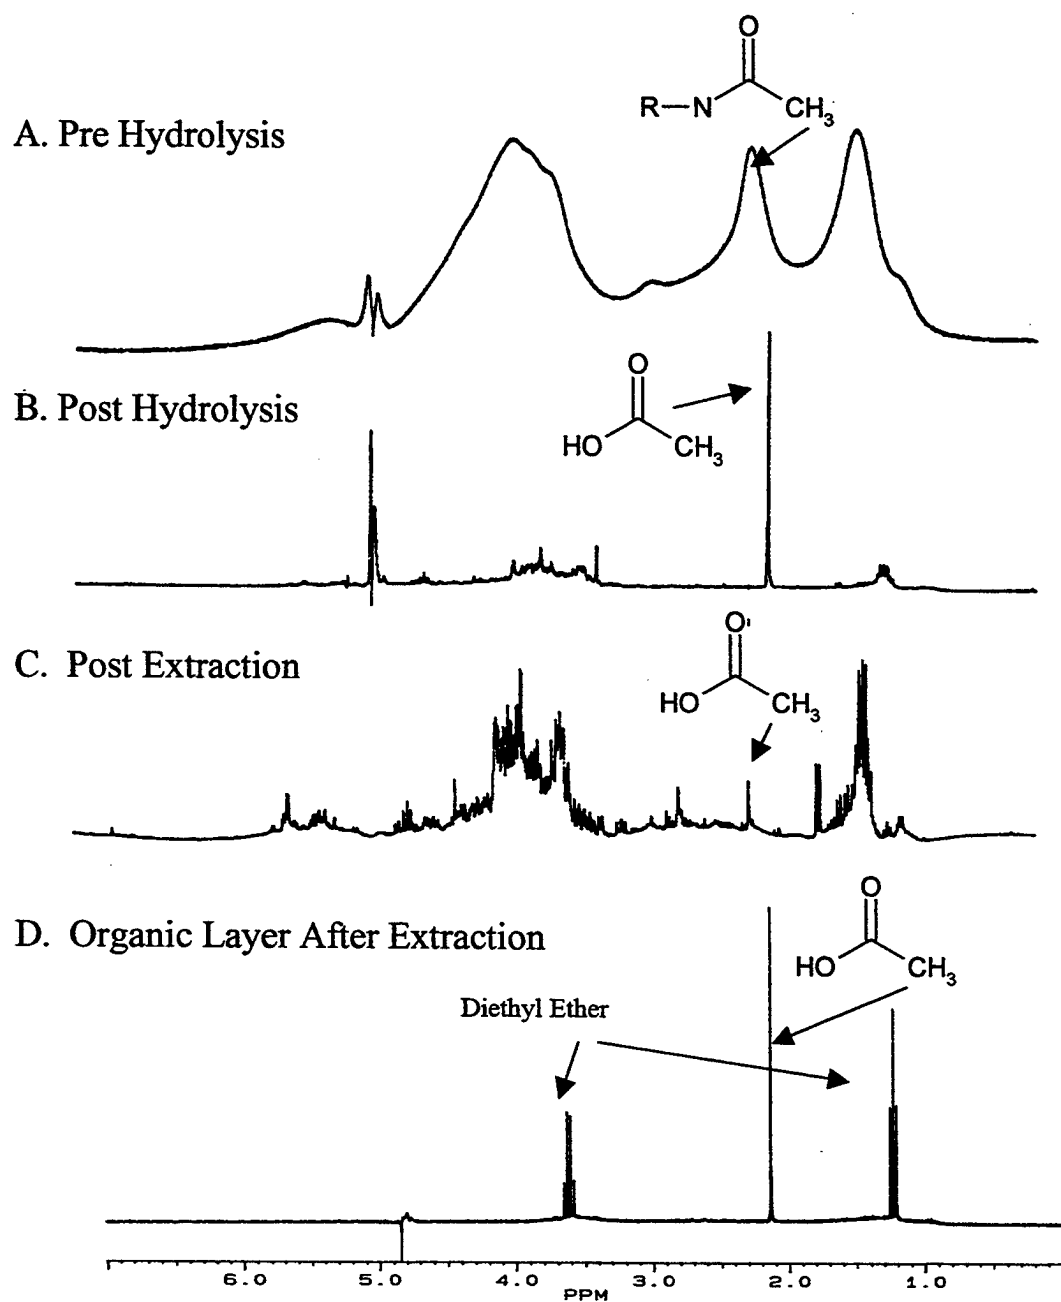 O
R—N CH3
A. Pre Hydrolysis
O
B. Post Hydrolysis
HO CH3
O
C. Post Extraction
HO CH3
O
D. Organic Layer After Extraction
HO CH3
Diethyl Ether
6.0 5.0 4.0 3.0 2.0 1.0
PPM